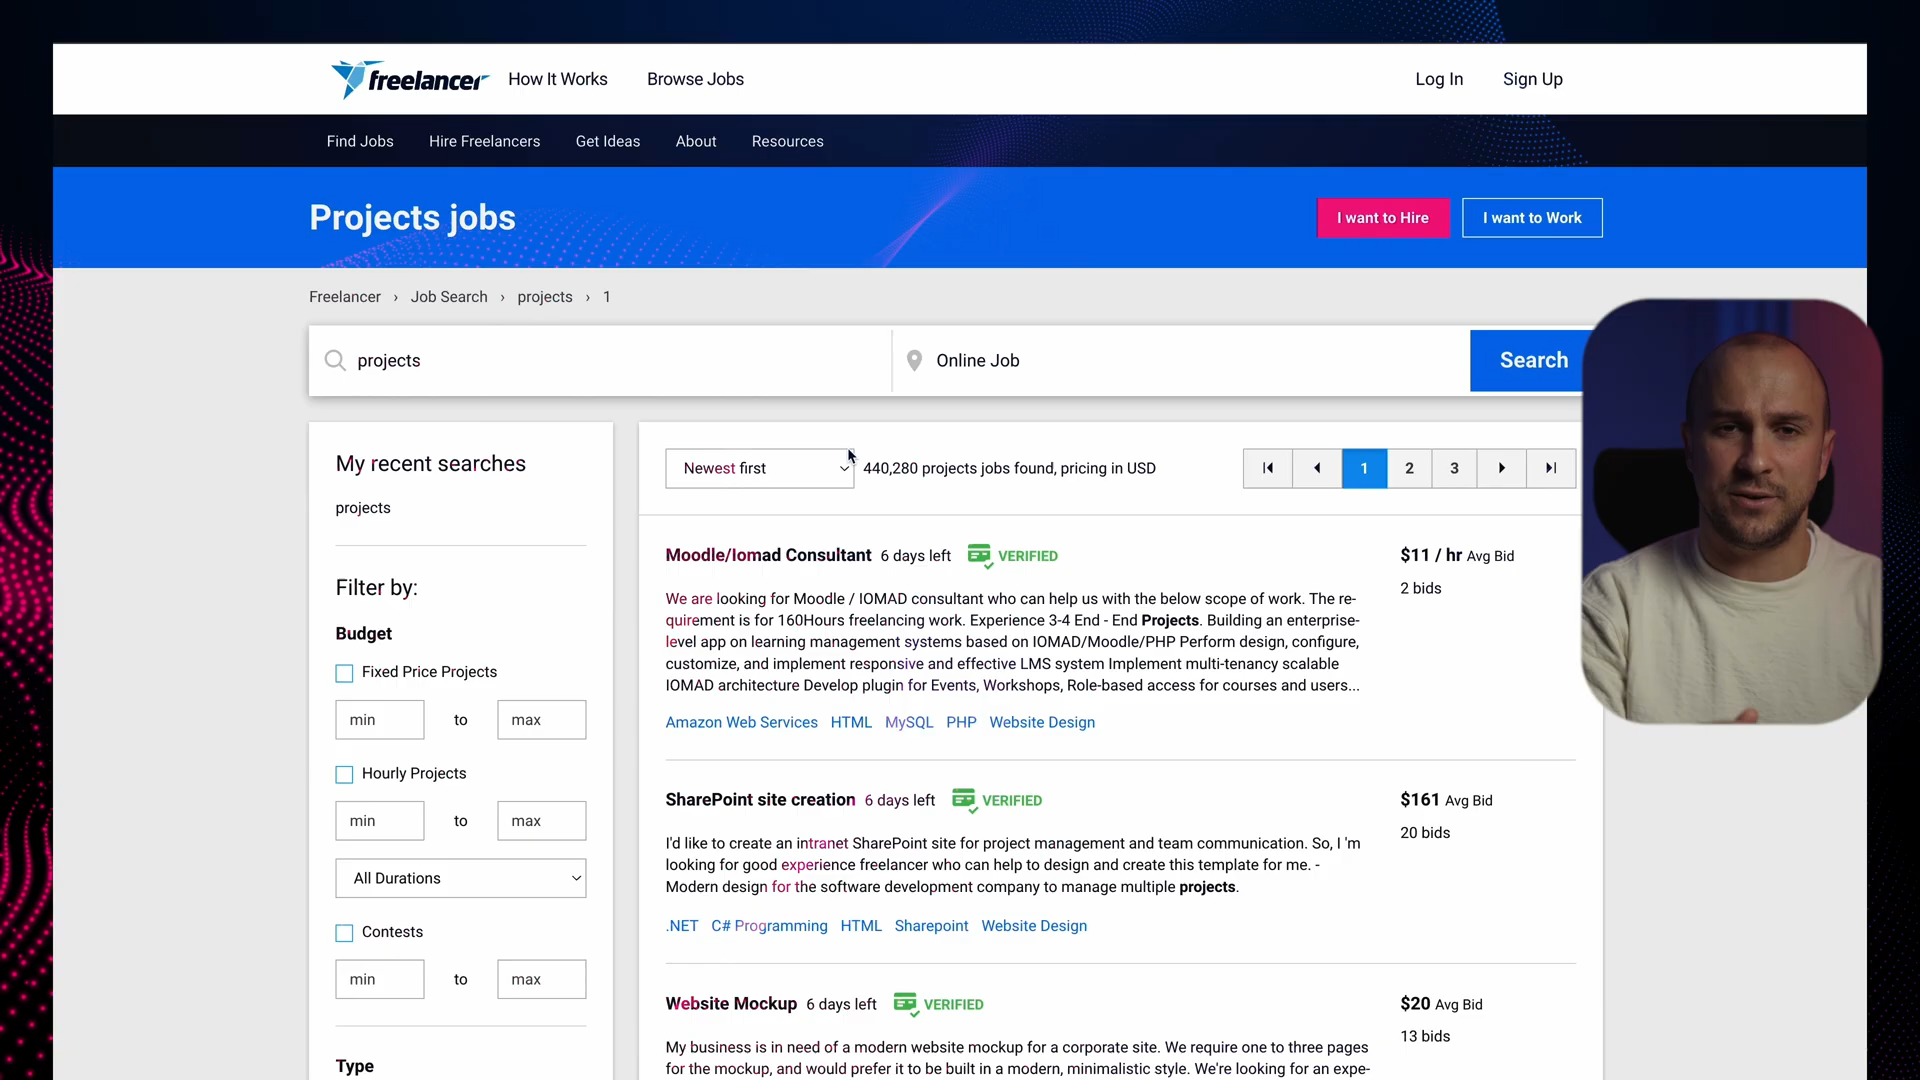 freelancer
How It Works
Browse Jobs
Log In
Sign Up
Find Jobs
Hire Freelancers
Get Ideas
About
Resources
Projects jobs
I want to Hire
I want to Work
Freelancer › Job Search › projects › 1
projects
Online Job
Search
My recent searches
projects
Filter by:
Budget
Fixed Price Projects
min to max
Hourly Projects
min to max
All Durations
Contests
min to max
Type
Newest first
440,280 projects jobs found, pricing in USD
1 2 3
Moodle/Iomad Consultant 6 days left VERIFIED
$11 / hr Avg Bid
2 bids
We are looking for Moodle / IOMAD consultant who can help us with the below scope of work. The re-
quirement is for 160Hours freelancing work. Experience 3-4 End - End Projects. Building an enterprise-
level app on learning management systems based on IOMAD/Moodle/PHP Perform design, configure,
customize, and implement responsive and effective LMS system Implement multi-tenancy scalable
IOMAD architecture Develop plugin for Events, Workshops, Role-based access for courses and users...
Amazon Web Services HTML MySQL PHP Website Design
SharePoint site creation 6 days left VERIFIED
$161 Avg Bid
20 bids
I'd like to create an intranet SharePoint site for project management and team communication. So, I 'm
looking for good experience freelancer who can help to design and create this template for me. -
Modern design for the software development company to manage multiple projects.
.NET C# Programming HTML Sharepoint Website Design
Website Mockup 6 days left VERIFIED
$20 Avg Bid
13 bids
My business is in need of a modern website mockup for a corporate site. We require one to three pages
for the mockup, and would prefer it to be built in a modern, minimalistic style. We're looking for an expe-